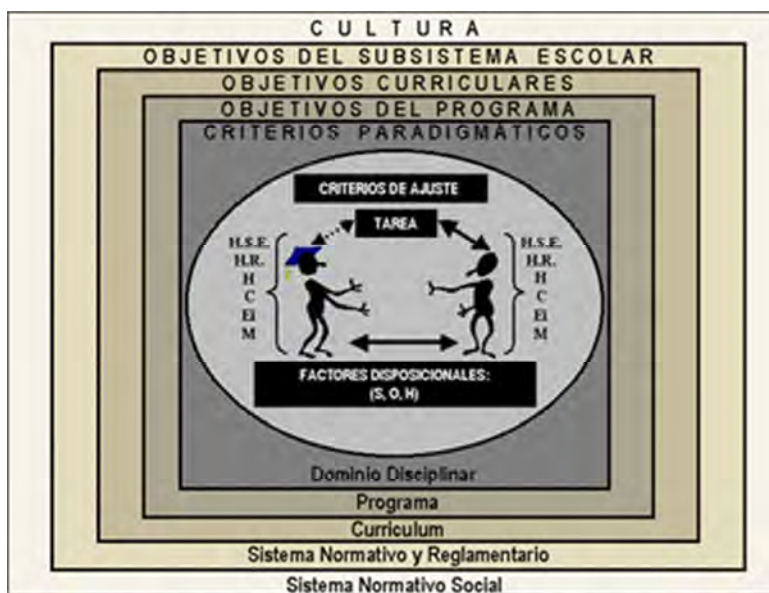 CULTURA
OBJETIVOS DEL SUBSISTEMA ESCOLAR
OBJETIVOS CURRICULARES
OBJETIVOS DEL PROGRAMA
CRITERIOS PARADIGMÁTICOS
CRITERIOS DE AJUSTE
TAREA
H.S.E.
H.R.
H
C
Ei
M
H.S.E.
H.R.
H
C
Ei
M
FACTORES DISPOSICIONALES:
(S, O, H)
Dominio Disciplinar
Programa
Curriculum
Sistema Normativo y Reglamentario
Sistema Normativo Social